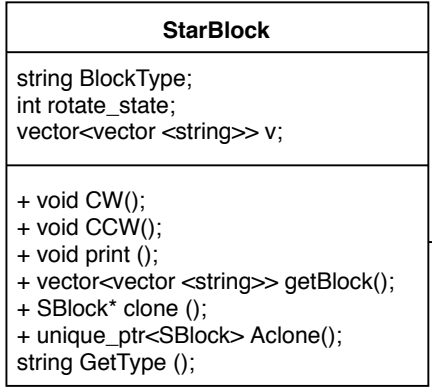 StarBlock
string BlockType;
int rotate_state;
vector<vector <string>> v;
+ void CW();
+ void CCW();
+ void print ();
+ vector<vector <string>> getBlock();
+ SBlock* clone ();
+ unique_ptr<SBlock> Aclone();
string GetType ();